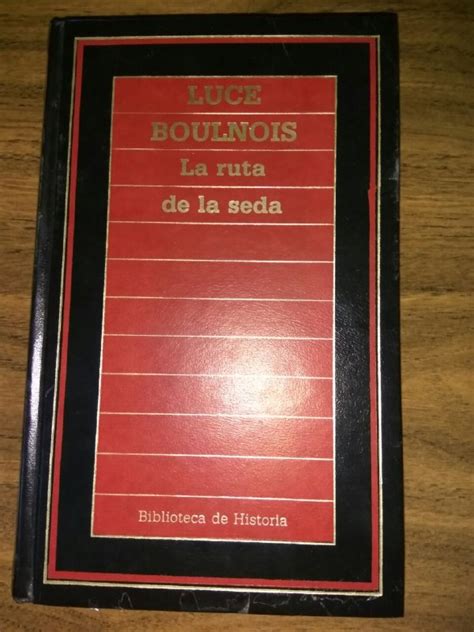 LUCE
BOULNOIS
La ruta
de la seda
Biblioteca de Historia